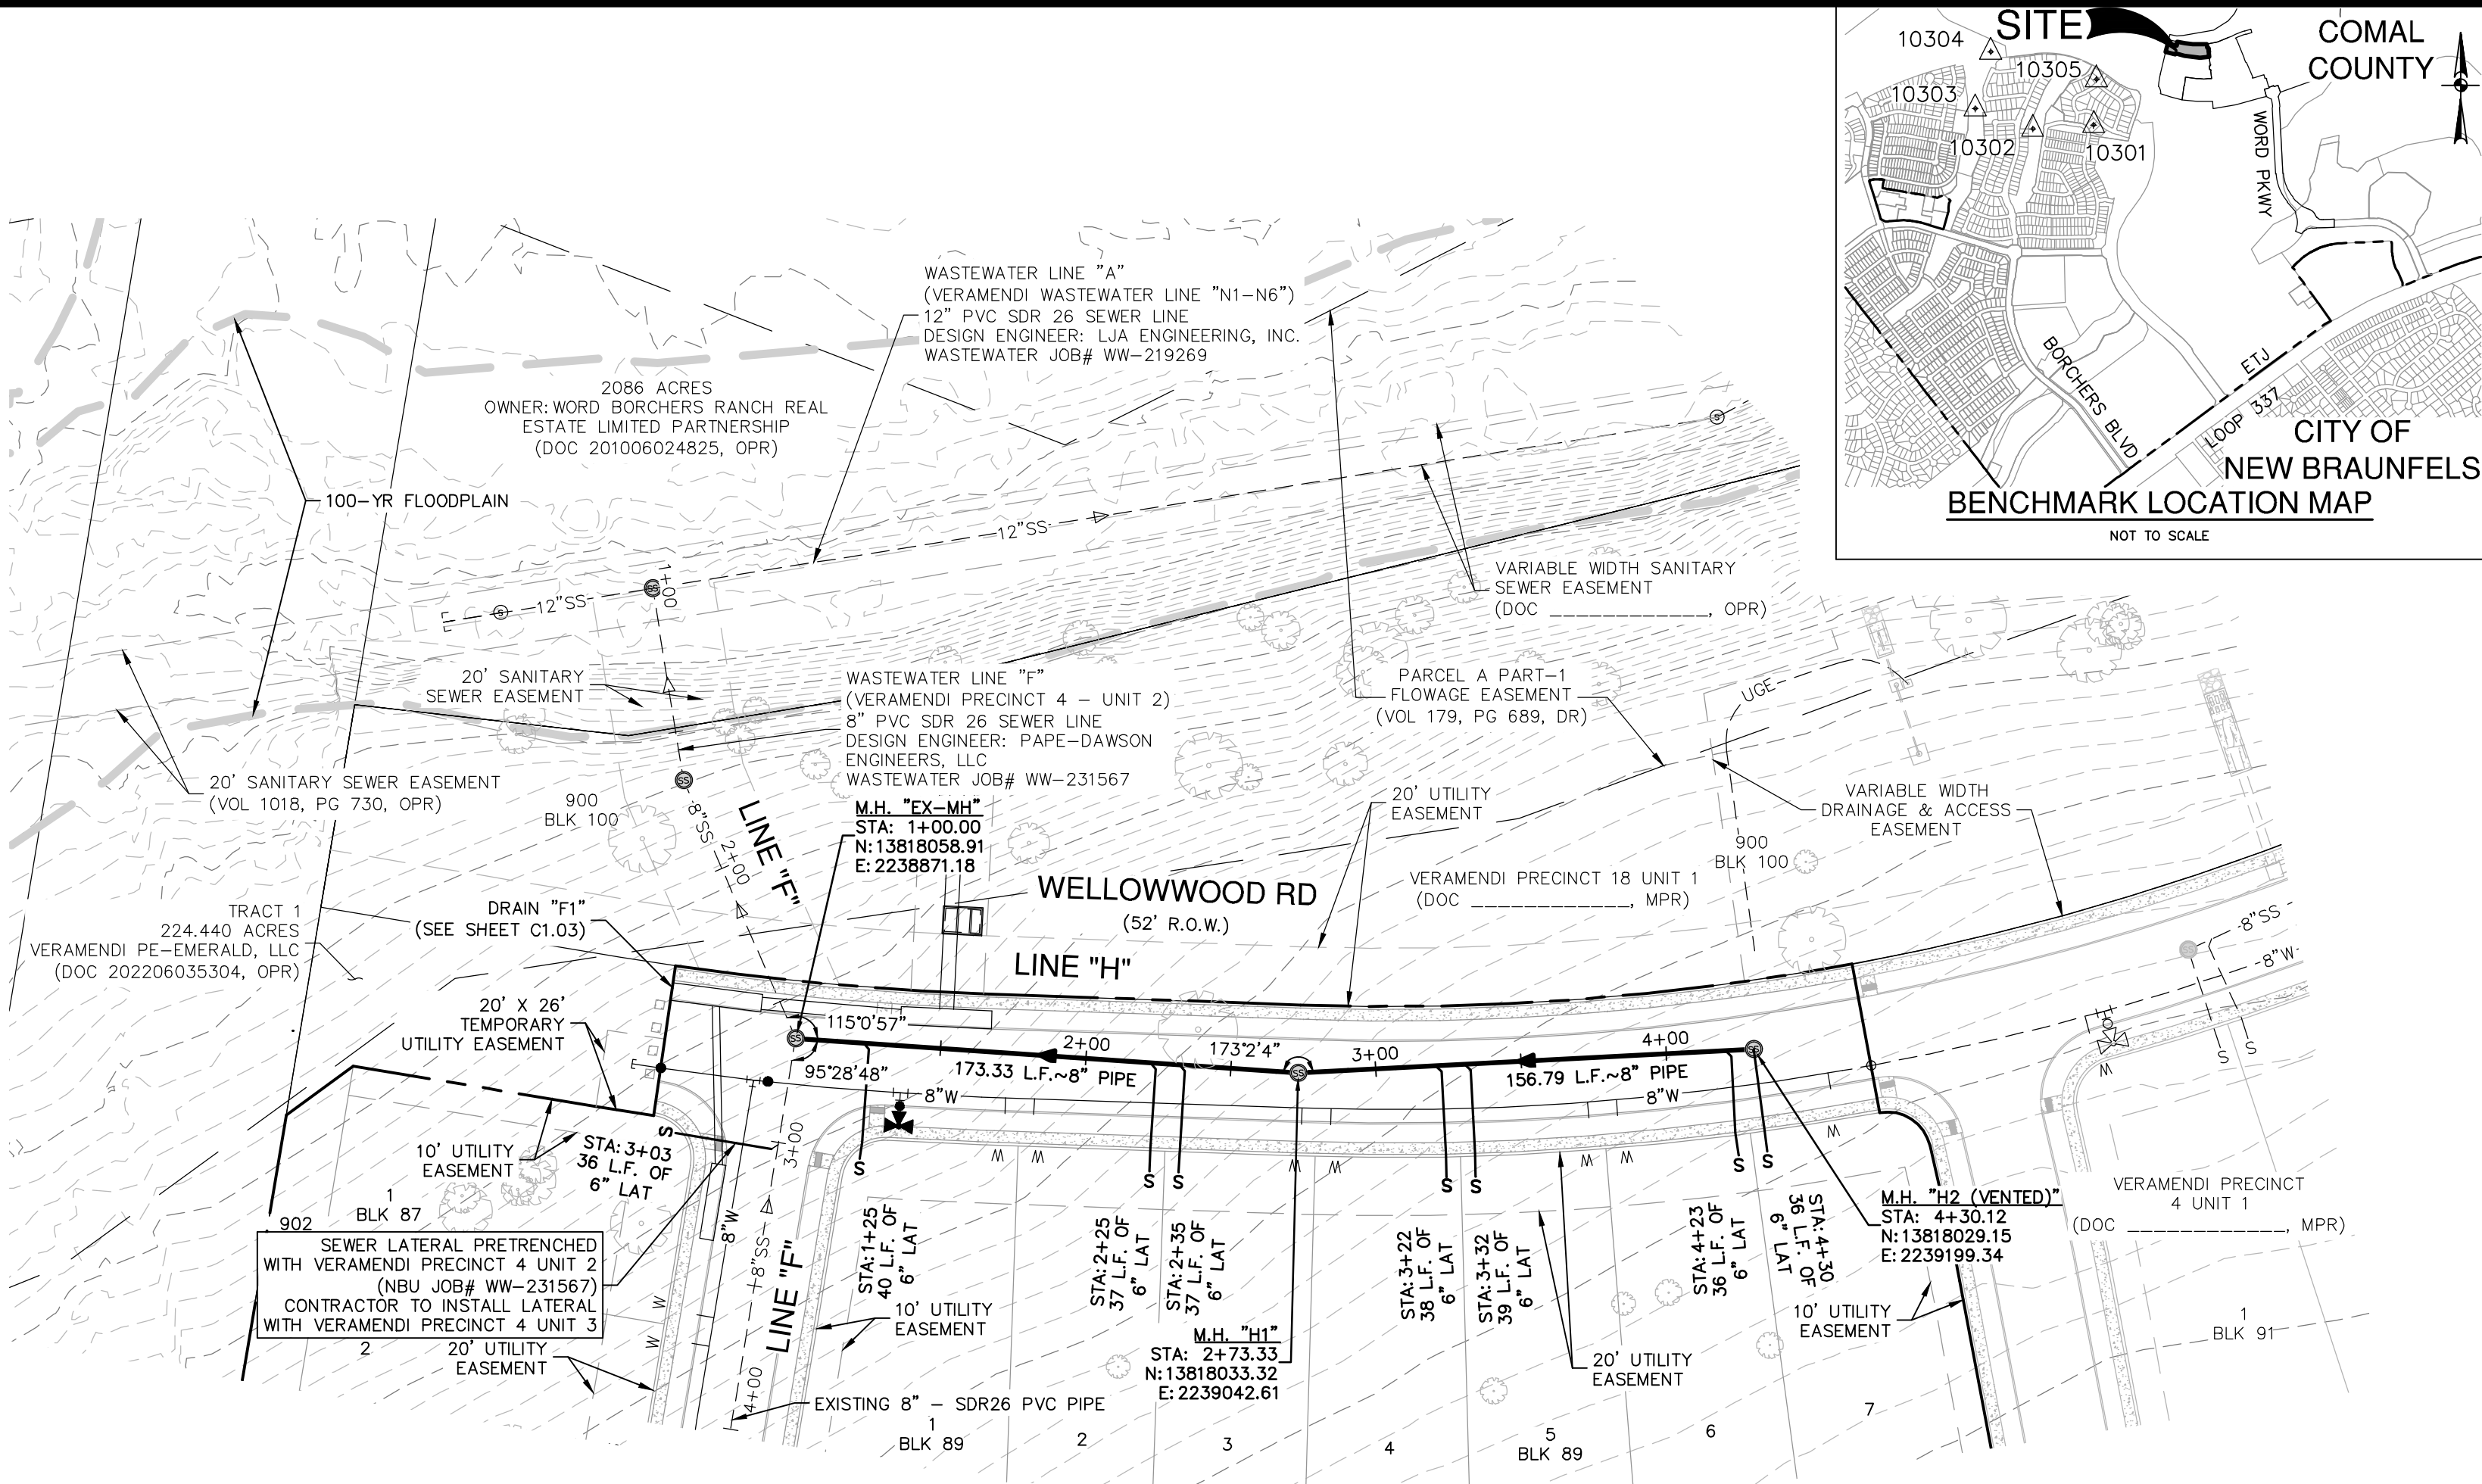 10304
SITE
COMAL
COUNTY
10305
10303
10302
10301
WORD PKWY
BORCHERS BLVD
ETJ
LOOP 337
CITY OF
NEW BRAUNFELS
BENCHMARK LOCATION MAP
NOT TO SCALE
WASTEWATER LINE "A"
(VERAMENDI WASTEWATER LINE "N1-N6")
12" PVC SDR 26 SEWER LINE
DESIGN ENGINEER: LJA ENGINEERING, INC.
WASTEWATER JOB# WW-219269
2086 ACRES
OWNER: WORD BORCHERS RANCH REAL
ESTATE LIMITED PARTNERSHIP
(DOC 201006024825, OPR)
100-YR FLOODPLAIN
12"SS
S
VARIABLE WIDTH SANITARY
SEWER EASEMENT
(DOC ____________, OPR)
S
12"SS
SS
1+00
20' SANITARY
SEWER EASEMENT
WASTEWATER LINE "F"
(VERAMENDI PRECINCT 4 - UNIT 2)
8" PVC SDR 26 SEWER LINE
DESIGN ENGINEER: PAPE-DAWSON
ENGINEERS, LLC
WASTEWATER JOB# WW-231567
PARCEL A PART-1
FLOWAGE EASEMENT
(VOL 179, PG 689, DR)
UGE
20' SANITARY SEWER EASEMENT
(VOL 1018, PG 730, OPR)
900
BLK 100
SS
8"SS
2+00
LINE "F"
M.H. "EX-MH"
STA: 1+00.00
N:13818058.91
E:2238871.18
20' UTILITY
EASEMENT
VARIABLE WIDTH
DRAINAGE & ACCESS
EASEMENT
900
BLK 100
WELLOWWOOD RD
(52' R.O.W.)
VERAMENDI PRECINCT 18 UNIT 1
(DOC ____________, MPR)
TRACT 1
224.440 ACRES
VERAMENDI PE-EMERALD, LLC
(DOC 202206035304, OPR)
DRAIN "F1"
(SEE SHEET C1.03)
LINE "H"
8"SS
8"W
20' X 26'
TEMPORARY
UTILITY EASEMENT
115°0'57"
SS
95°28'48"
2+00
173.33 L.F.~8" PIPE
173°2'4"
SS
3+00
4+00
156.79 L.F.~8" PIPE
8"W
8"W
S
S
W
10' UTILITY
EASEMENT
STA:3+03
36 L.F. OF
6" LAT
S
3+00
S
W
W
S
S
W
W
S
S
W
W
S
S
W
1
BLK 87
902
SEWER LATERAL PRETRENCHED
WITH VERAMENDI PRECINCT 4 UNIT 2
(NBU JOB# WW-231567)
CONTRACTOR TO INSTALL LATERAL
WITH VERAMENDI PRECINCT 4 UNIT 3
2
20' UTILITY
EASEMENT
W
W
8"W
8"SS
LINE "F"
4+00
STA:1+25
40 L.F. OF
6" LAT
10' UTILITY
EASEMENT
STA:2+25
37 L.F. OF
6" LAT
STA:2+35
37 L.F. OF
6" LAT
M.H. "H1"
STA: 2+73.33
N:13818033.32
E:2239042.61
STA:3+22
38 L.F. OF
6" LAT
STA:3+32
39 L.F. OF
6" LAT
20' UTILITY
EASEMENT
STA:4+23
36 L.F. OF
6" LAT
STA:4+30
36 L.F. OF
6" LAT
M.H. "H2 (VENTED)"
STA: 4+30.12
N:13818029.15
E:2239199.34
10' UTILITY
EASEMENT
VERAMENDI PRECINCT
4 UNIT 1
(DOC ____________, MPR)
1
BLK 91
EXISTING 8" - SDR26 PVC PIPE
1
BLK 89
2
3
4
5
BLK 89
6
7